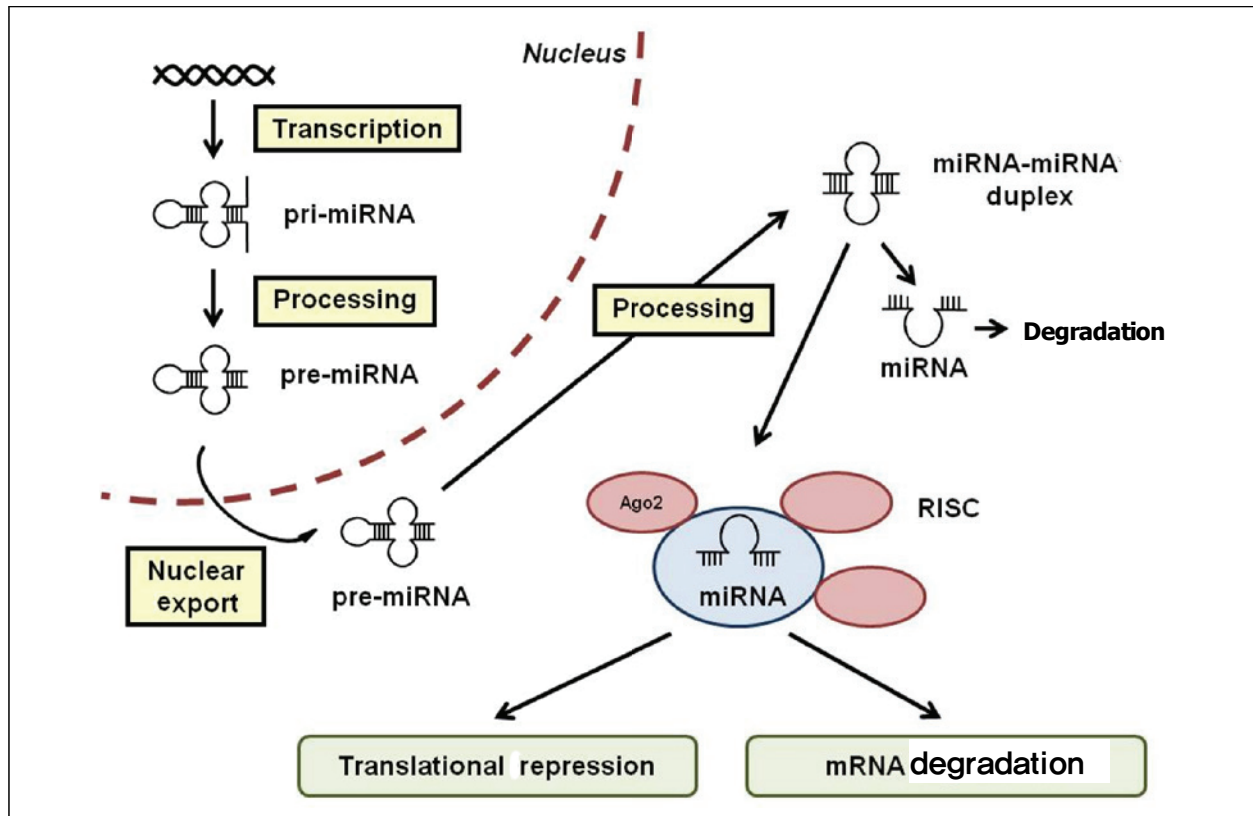 Nucleus
Transcription
pri-miRNA
Processing
pre-miRNA
Nuclear
export
pre-miRNA
Processing
miRNA-miRNA
duplex
miRNA
Degradation
Ago2
RISC
miRNA
Translational repression
mRNA degradation